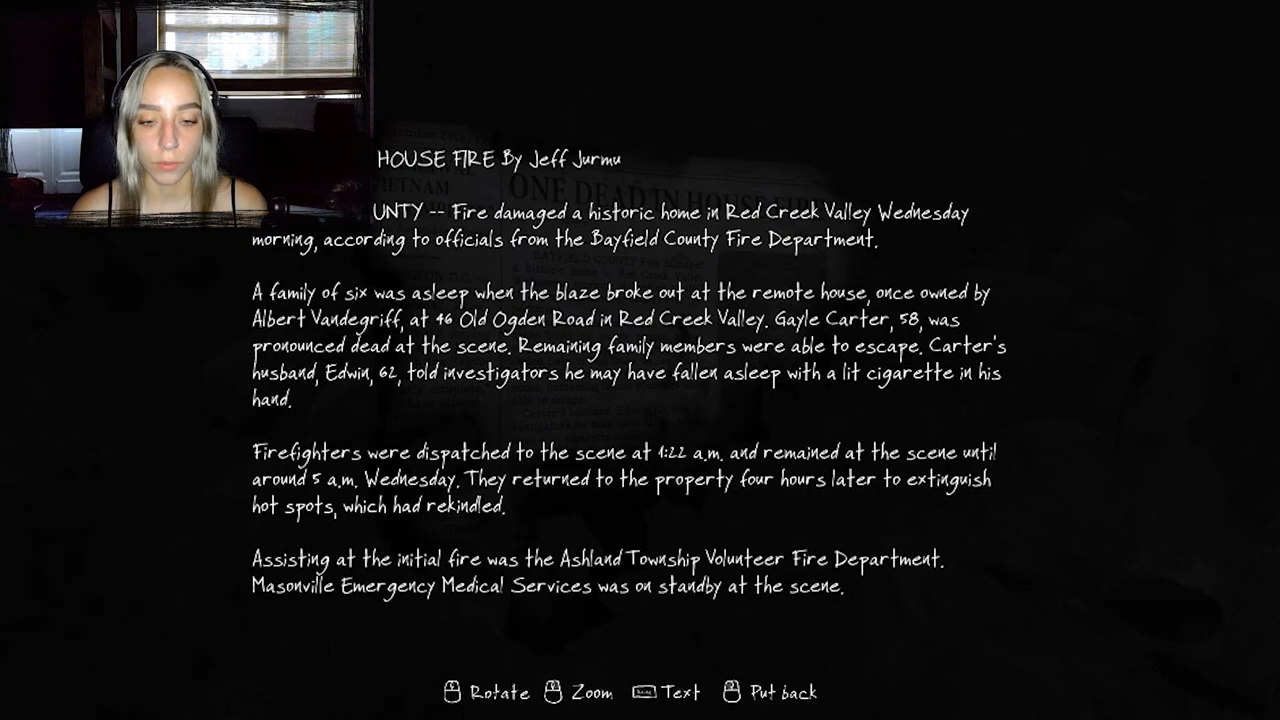 HOUSE FIRE By Jeff Jurmu
UNTY -- Fire damaged a historic home in Red Creek Valley Wednesday
morning, according to officials from the Bayfield County Fire Department.
A family of six was asleep when the blaze broke out at the remote house, once owned by
Albert Vandegriff, at 46 Old Ogden Road in Red Creek Valley. Gayle Carter, 58, was
pronounced dead at the scene. Remaining family members were able to escape. Carter's
husband, Edwin, 62, told investigators he may have fallen asleep with a lit cigarette in his
hand.
Firefighters were dispatched to the scene at 1:22 a.m. and remained at the scene until
around 5 a.m. Wednesday. They returned to the property four hours later to extinguish
hot spots, which had rekindled.
Assisting at the initial fire was the Ashland Township Volunteer Fire Department.
Masonville Emergency Medical Services was on standby at the scene.
Rotate Zoom Text Put back
ONE DEAD IN HOUSE FIRE